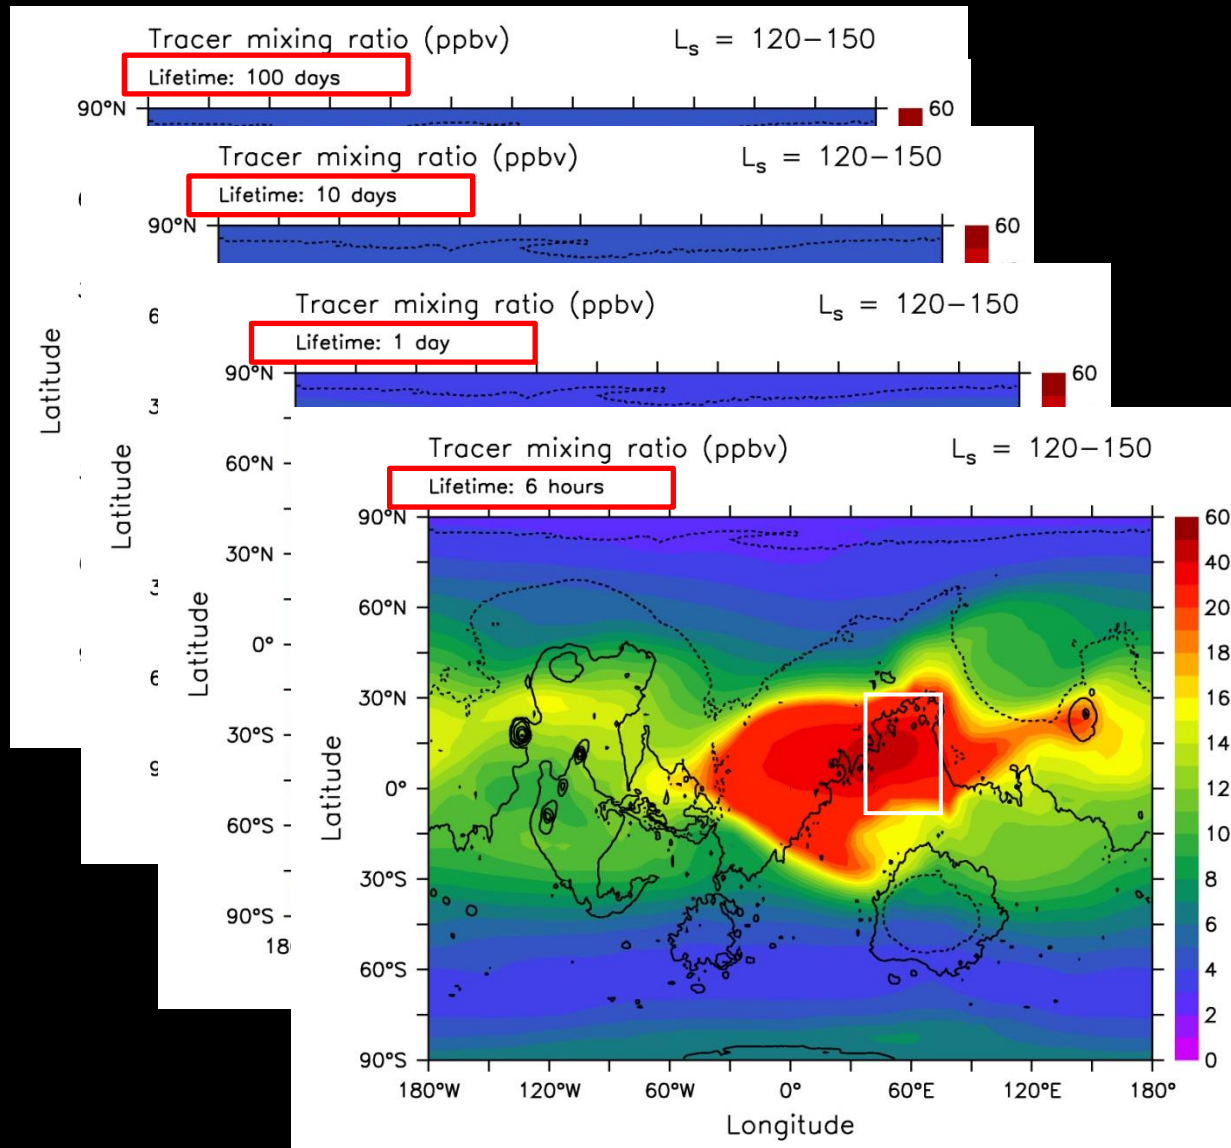 Tracer mixing ratio (ppbv) Lₛ = 120−150
Lifetime: 100 days
90°N 60
Latitude
Tracer mixing ratio (ppbv) Lₛ = 120−150
Lifetime: 10 days
90°N 60
Latitude
Tracer mixing ratio (ppbv) Lₛ = 120−150
Lifetime: 1 day
90°N 60
60°N
30°N
0°
30°S
60°S
90°S
18
Latitude
Tracer mixing ratio (ppbv) Lₛ = 120−150
Lifetime: 6 hours
90°N
60°N
30°N
0°
30°S
60°S
90°S
Latitude
180°W 120°W 60°W 0° 60°E 120°E 180°
Longitude
60
40
20
18
16
14
12
10
8
6
4
2
0